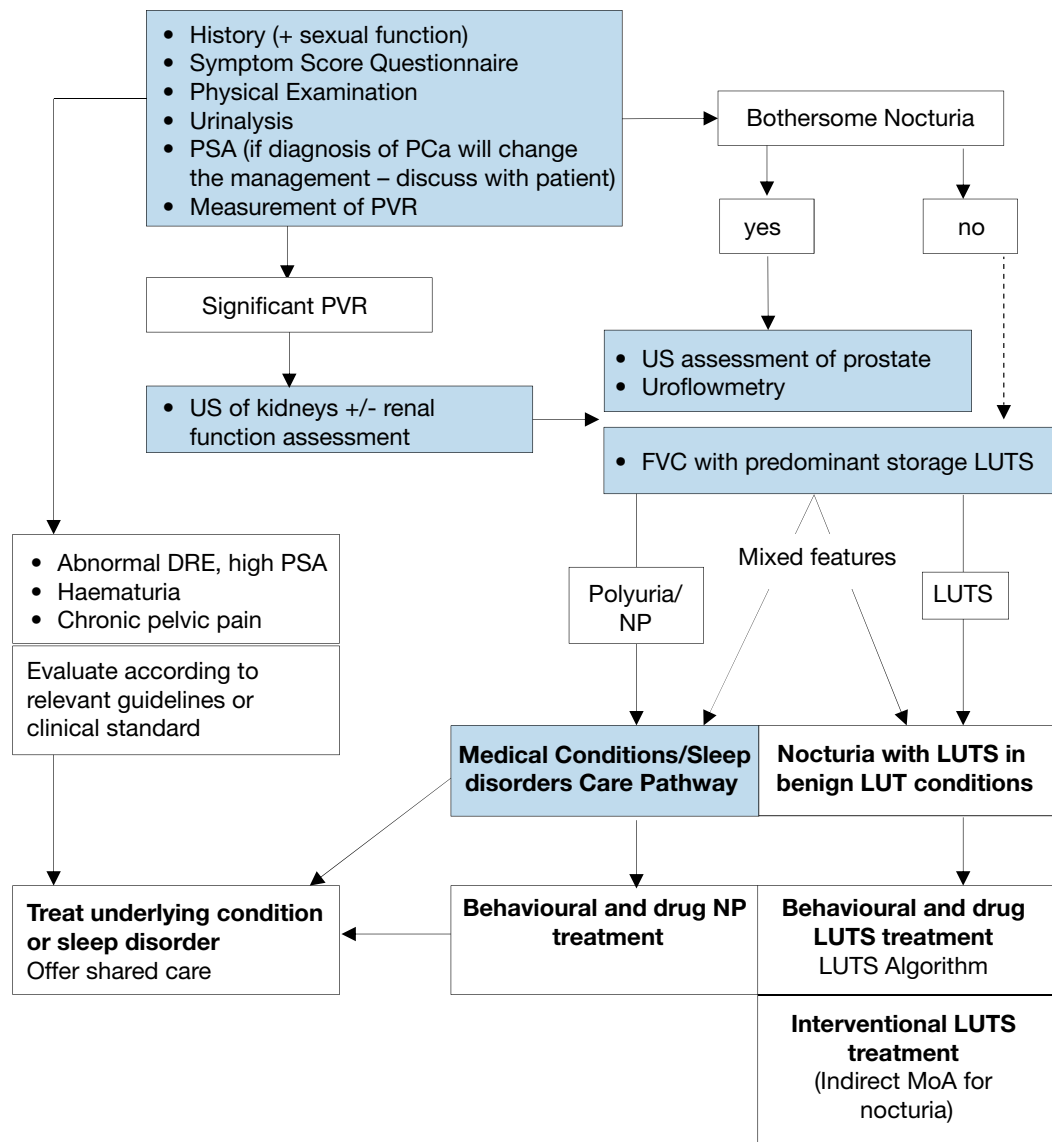 • History (+ sexual function)
• Symptom Score Questionnaire
• Physical Examination
• Urinalysis
• PSA (if diagnosis of PCa will change
the management – discuss with patient)
• Measurement of PVR
Bothersome Nocturia
yes
no
Significant PVR
• US assessment of prostate
• Uroflowmetry
• US of kidneys +/- renal
function assessment
• FVC with predominant storage LUTS
• Abnormal DRE, high PSA
• Haematuria
• Chronic pelvic pain
Evaluate according to
relevant guidelines or
clinical standard
Mixed features
Polyuria/
NP
LUTS
Medical Conditions/Sleep
disorders Care Pathway
Nocturia with LUTS in
benign LUT conditions
Treat underlying condition
or sleep disorder
Offer shared care
Behavioural and drug NP
treatment
Behavioural and drug
LUTS treatment
LUTS Algorithm
Interventional LUTS
treatment
(Indirect MoA for
nocturia)